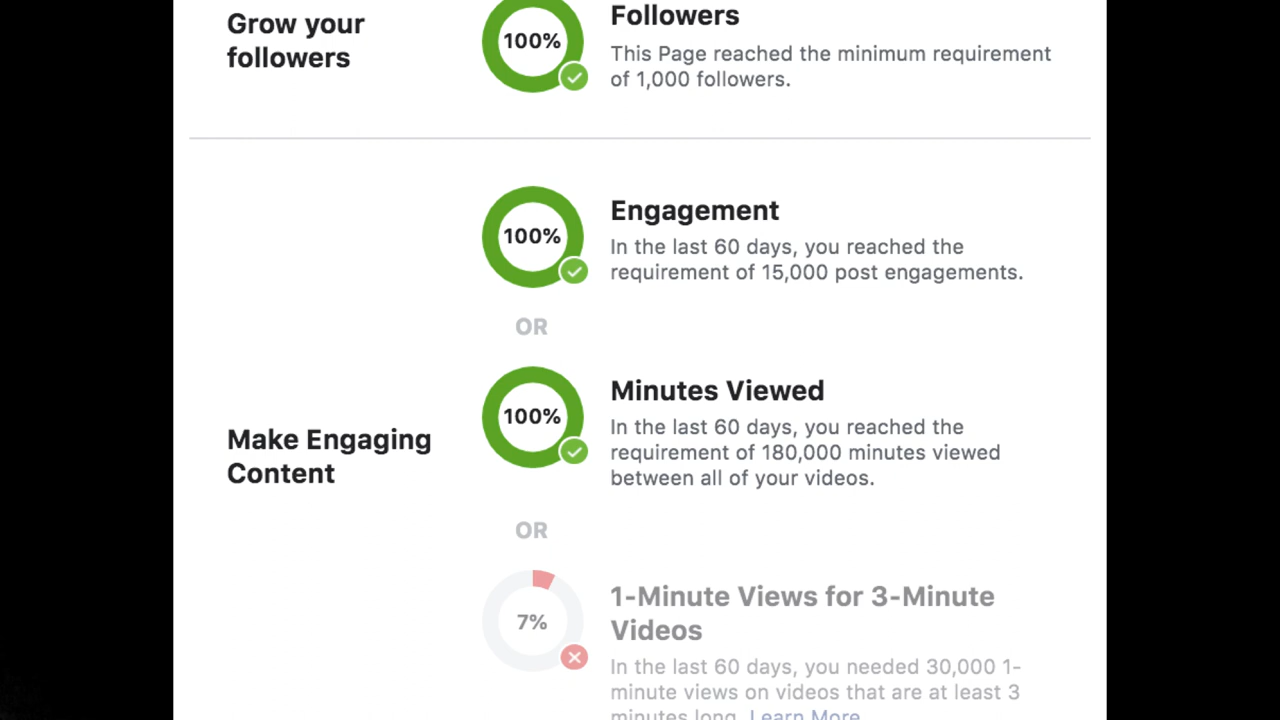 Grow your
followers
100%
Followers
This Page reached the minimum requirement
of 1,000 followers.
100%
Engagement
In the last 60 days, you reached the
requirement of 15,000 post engagements.
OR
Make Engaging
Content
100%
Minutes Viewed
In the last 60 days, you reached the
requirement of 180,000 minutes viewed
between all of your videos.
OR
7%
1-Minute Views for 3-Minute
Videos
In the last 60 days, you needed 30,000 1-
minute views on videos that are at least 3
minutes long. Learn More